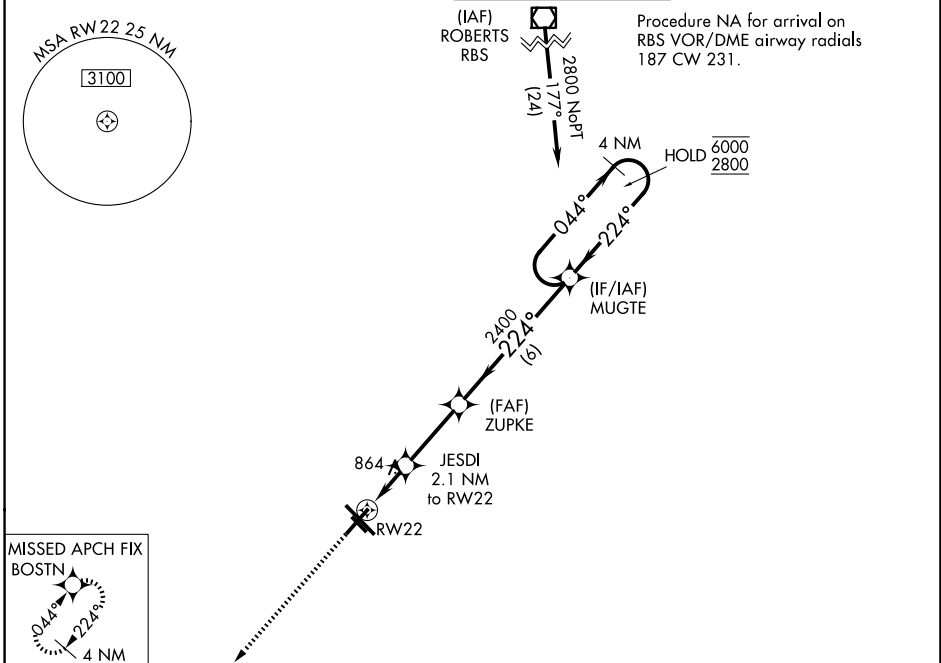 MSA RW22 25 NM
3100
(IAF)
ROBERTS
RBS
2800 NoPT
177°
(24)
Procedure NA for arrival on
RBS VOR/DME airway radials
187 CW 231.
4 NM
HOLD 6000
2800
044°
224°
(IF/IAF)
MUGTE
2400
224°
(6)
(FAF)
ZUPKE
864
JESDI
2.1 NM
to RW22
RW22
MISSED APCH FIX
BOSTN
044°
224°
4 NM